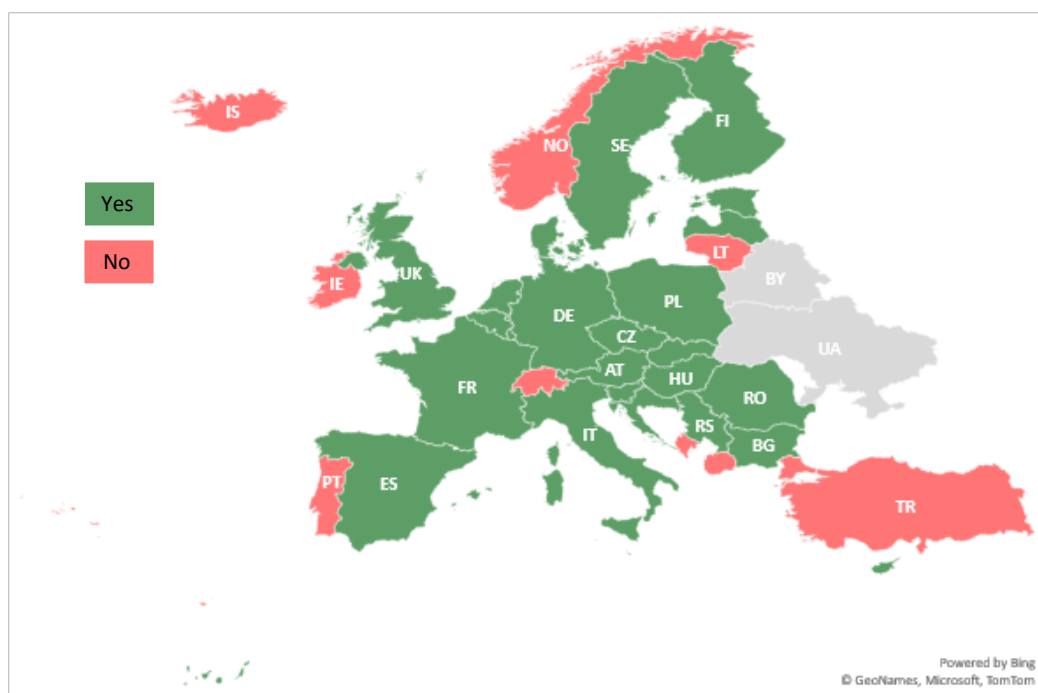 IS
NO
SE
FI
Yes
No
LT
IE
UK
BY
DE
PL
CZ
UA
AT
FR
HU
RO
RS
IT
BG
PT
ES
TR
Powered by Bing
© GeoNames, Microsoft, TomTom